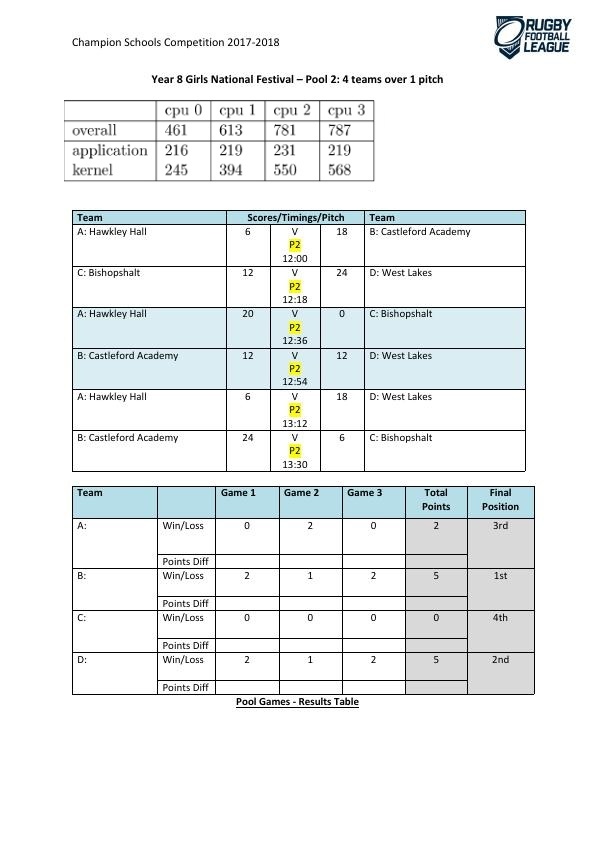 Champion Schools Competition 2017-2018
RUGBY
FOOTBALL
LEAGUE
Year 8 Girls National Festival – Pool 2: 4 teams over 1 pitch
cpu 0 cpu 1 cpu 2 cpu 3
overall 461 613 781 787
application 216 219 231 219
kernel 245 394 550 568
Team Scores/Timings/Pitch Team
A: Hawkley Hall 6 V 18 B: Castleford Academy
P2
12:00
C: Bishopshalt 12 V 24 D: West Lakes
P2
12:18
A: Hawkley Hall 20 V 0 C: Bishopshalt
P2
12:36
B: Castleford Academy 12 V 12 D: West Lakes
P2
12:54
A: Hawkley Hall 6 V 18 D: West Lakes
P2
13:12
B: Castleford Academy 24 V 6 C: Bishopshalt
P2
13:30
Team Game 1 Game 2 Game 3 Total Final
Points Position
A: Win/Loss 0 2 0 2 3rd
Points Diff
B: Win/Loss 2 1 2 5 1st
Points Diff
C: Win/Loss 0 0 0 0 4th
Points Diff
D: Win/Loss 2 1 2 5 2nd
Points Diff
Pool Games - Results Table